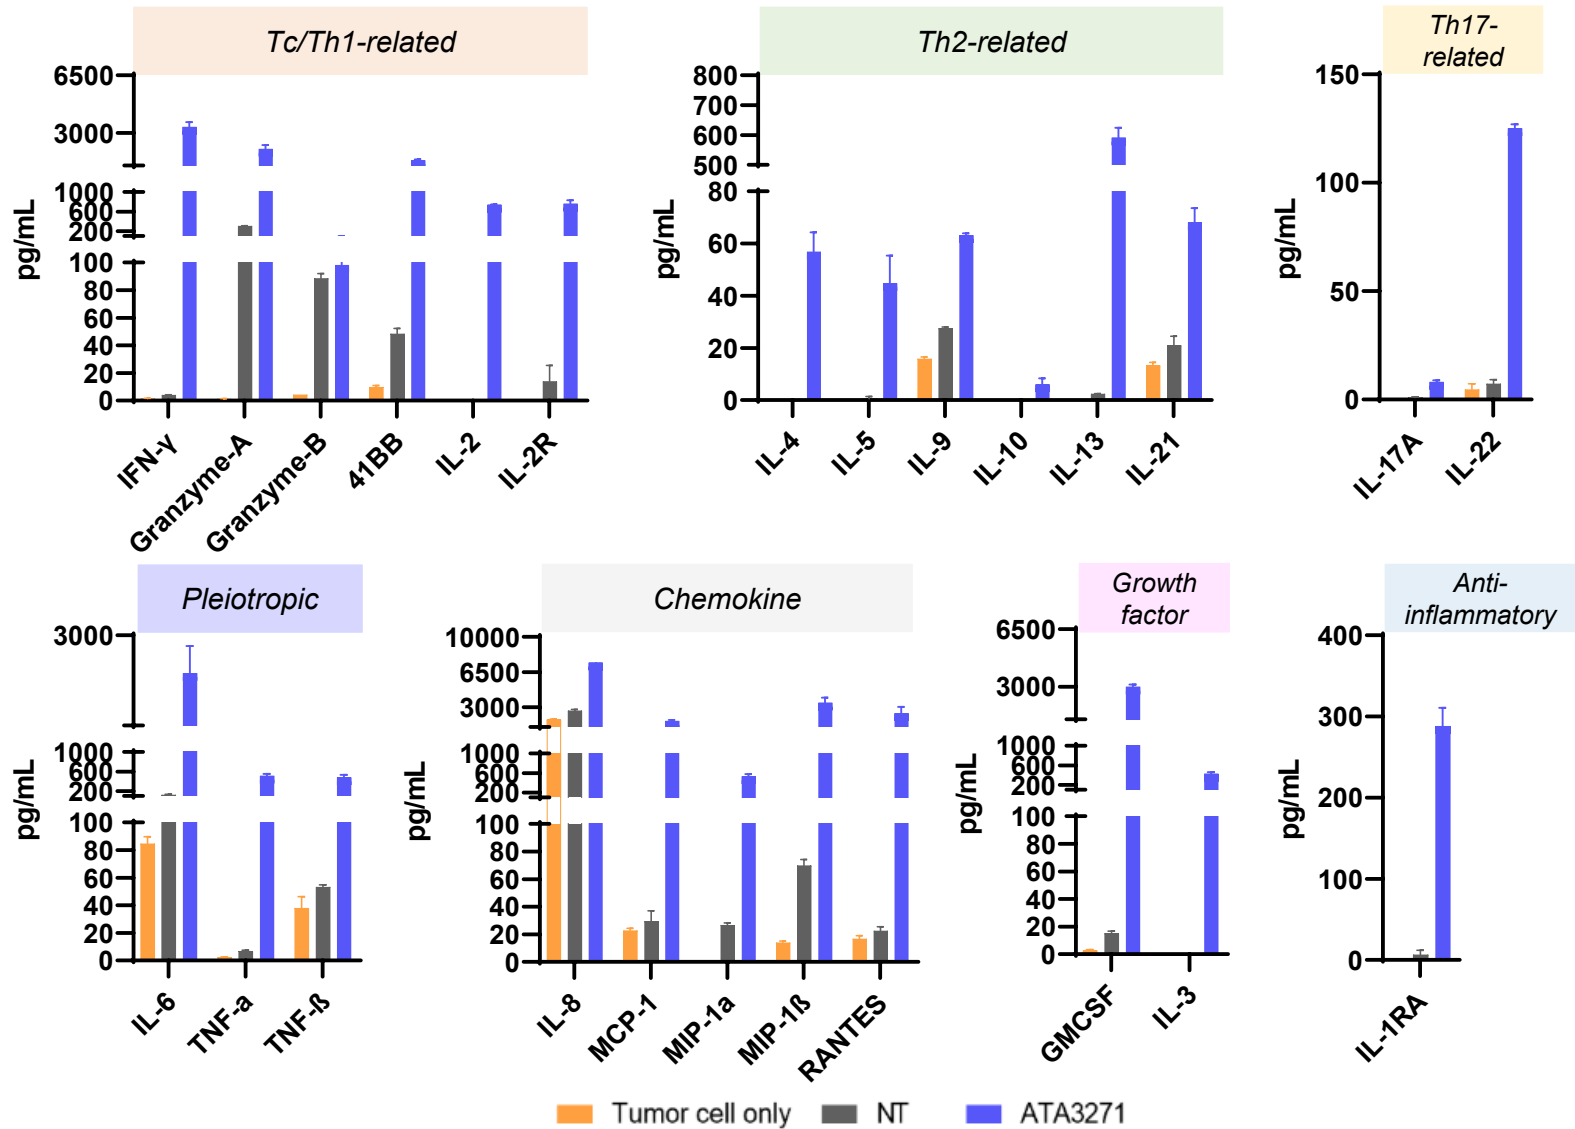 Tc/Th1-related
pg/mL
6500
3000
1000
600
200
100
80
60
40
20
0
IFN-γ
Granzyme-A
Granzyme-B
41BB
IL-2
IL-2R
Th2-related
pg/mL
800
700
600
500
80
60
40
20
0
IL-4
IL-5
IL-9
IL-10
IL-13
IL-21
Th17-
related
pg/mL
150
100
50
0
IL-17A
IL-22
Pleiotropic
pg/mL
3000
1000
600
200
100
80
60
40
20
0
IL-6
TNF-a
TNF-ß
Chemokine
pg/mL
10000
6500
3000
1000
600
200
100
80
60
40
20
0
IL-8
MCP-1
MIP-1a
MIP-1ß
RANTES
Growth
factor
pg/mL
6500
3000
1000
600
200
100
80
60
40
20
0
GMCSF
IL-3
Anti-
inflammatory
pg/mL
400
300
200
100
0
IL-1RA
Tumor cell only
NT
ATA3271